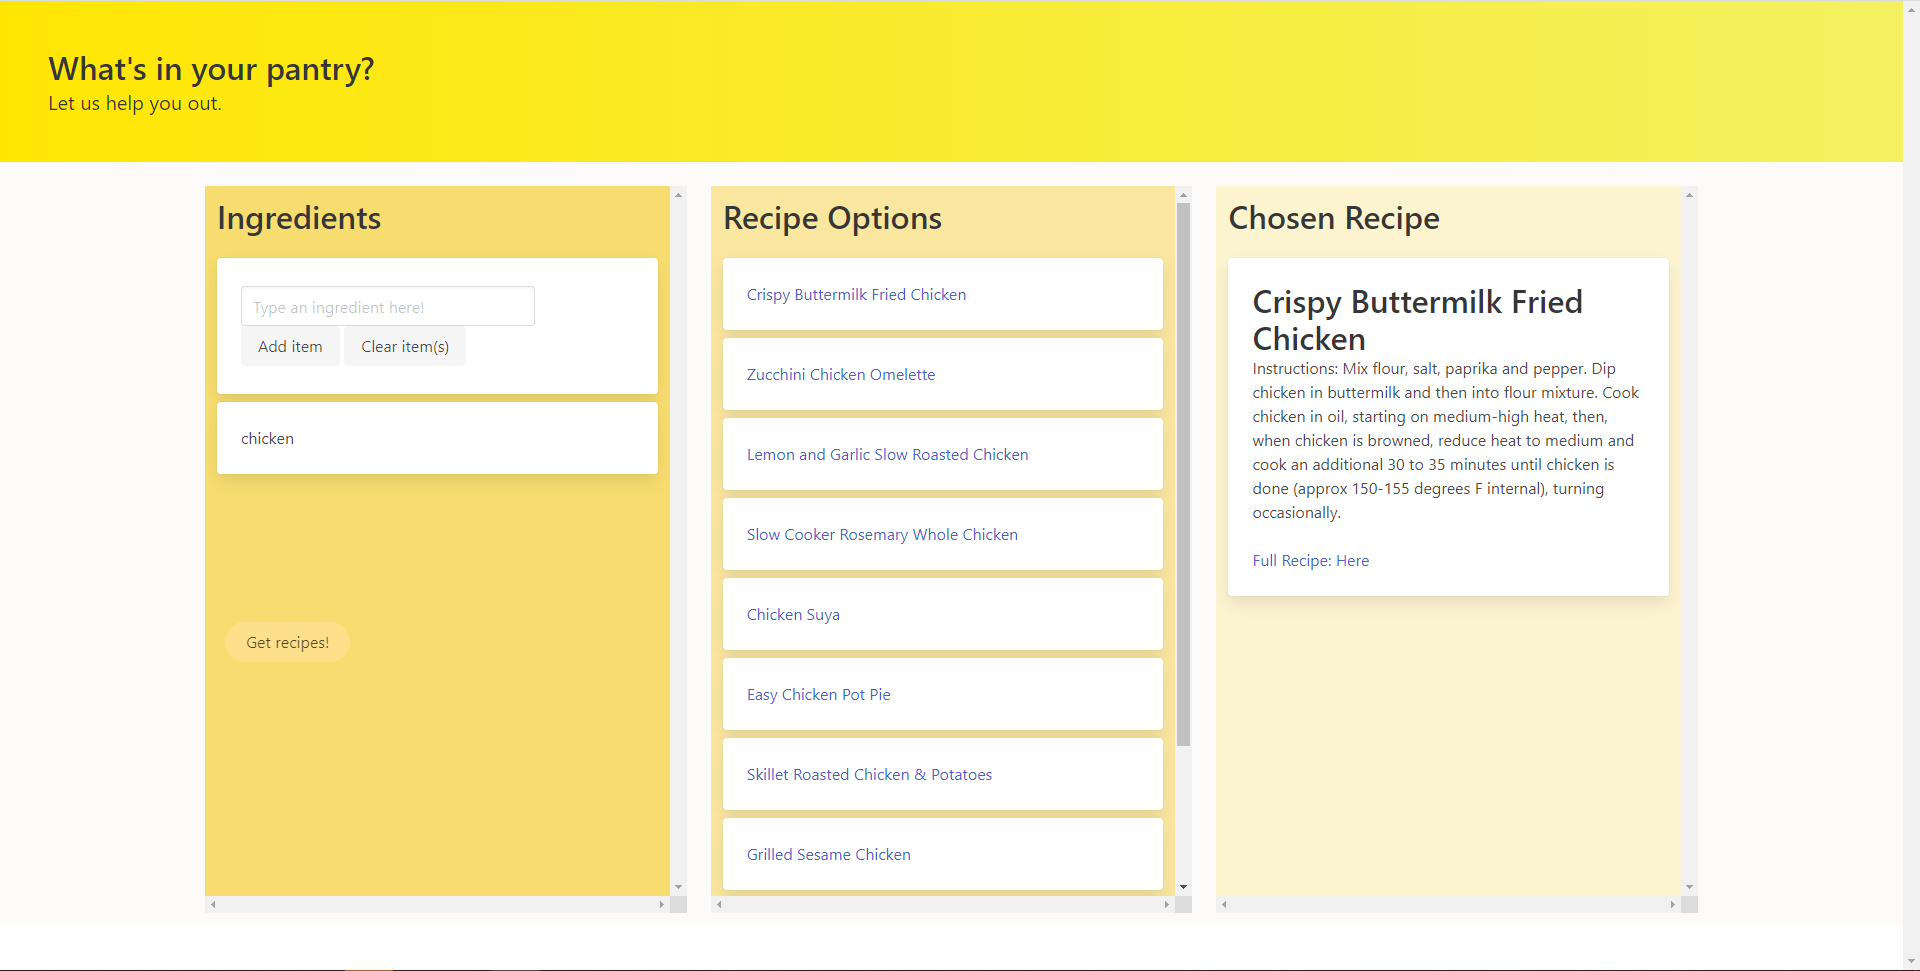 What's in your pantry?
Let us help you out.
Ingredients
Type an ingredient here!
Add item Clear item(s)
chicken
Get recipes!
Recipe Options
Crispy Buttermilk Fried Chicken
Zucchini Chicken Omelette
Lemon and Garlic Slow Roasted Chicken
Slow Cooker Rosemary Whole Chicken
Chicken Suya
Easy Chicken Pot Pie
Skillet Roasted Chicken & Potatoes
Grilled Sesame Chicken
Chosen Recipe
Crispy Buttermilk Fried
Chicken
Instructions: Mix flour, salt, paprika and pepper. Dip
chicken in buttermilk and then into flour mixture. Cook
chicken in oil, starting on medium-high heat, then,
when chicken is browned, reduce heat to medium and
cook an additional 30 to 35 minutes until chicken is
done (approx 150-155 degrees F internal), turning
occasionally.
Full Recipe: Here